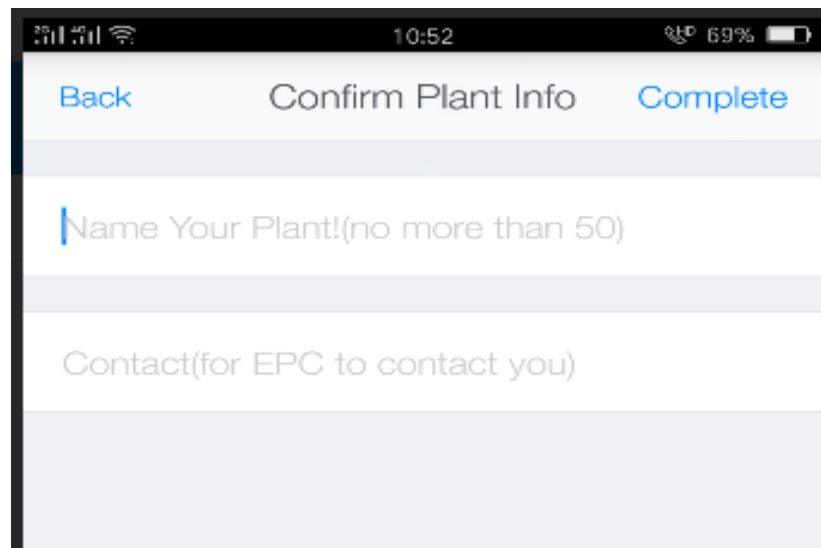 10:52 69%
Back Confirm Plant Info Complete
Name Your Plant!(no more than 50)
Contact(for EPC to contact you)